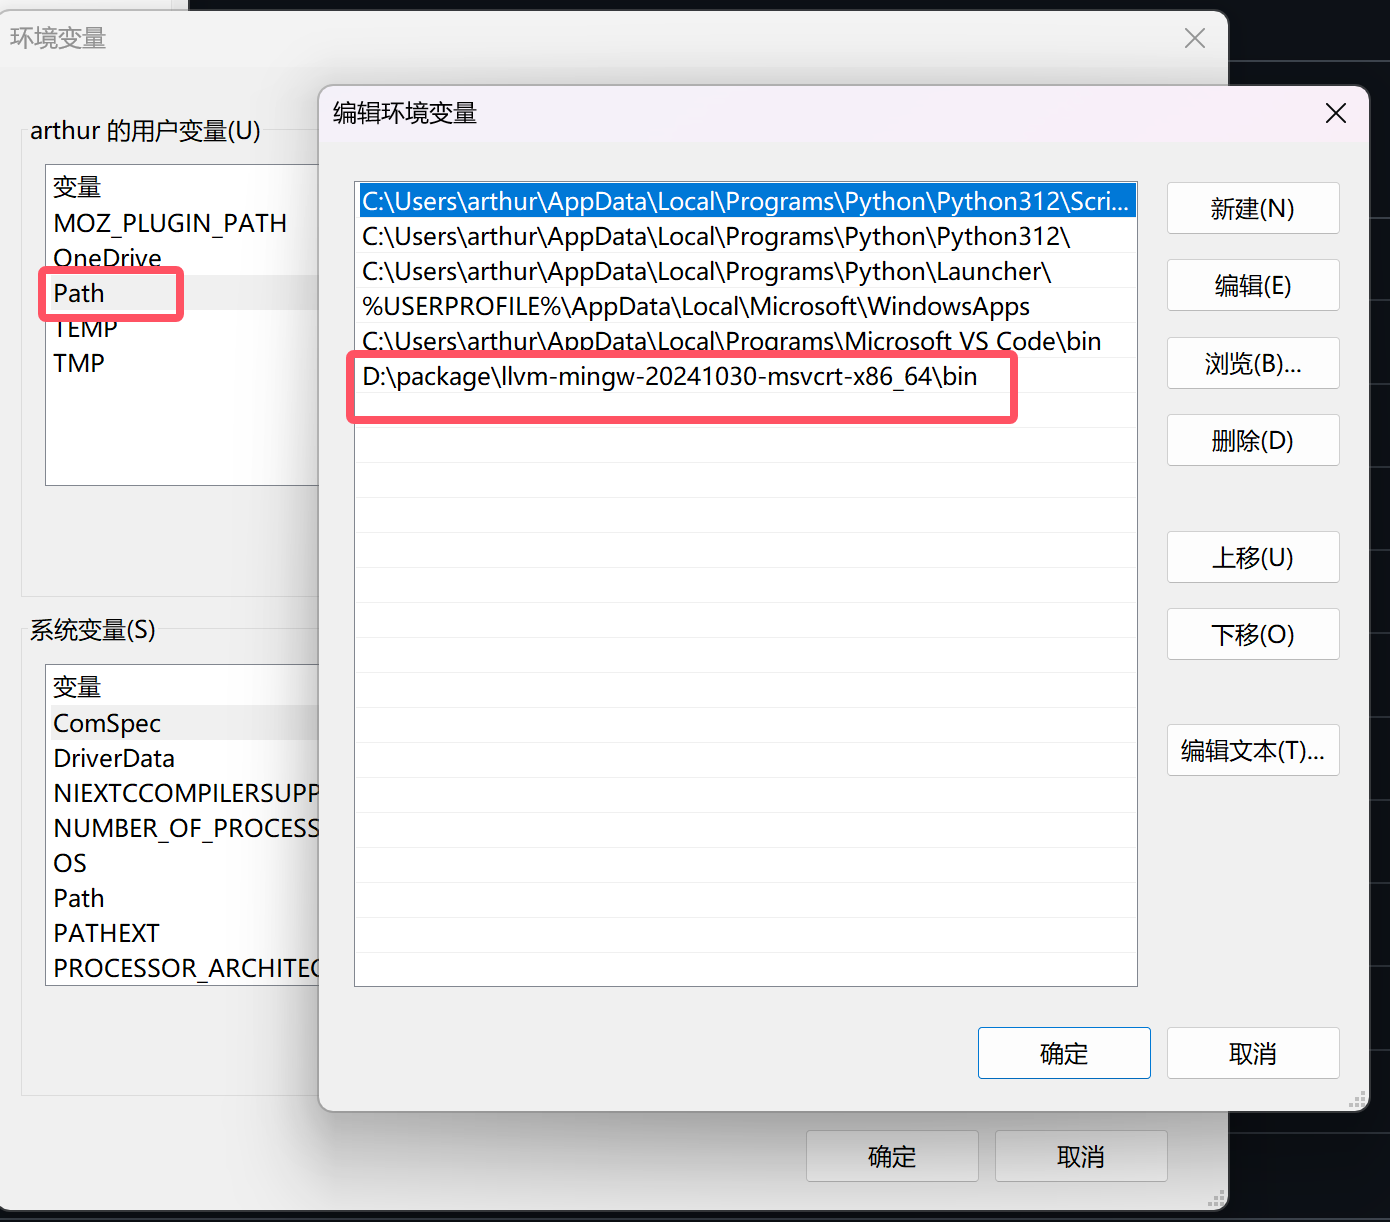 环境变量
编辑环境变量
arthur 的用户变量(U)
变量
MOZ_PLUGIN_PATH
OneDrive
Path
TEMP
TMP
系统变量(S)
变量
ComSpec
DriverData
NIEXTCCOMPILERSUPP
NUMBER_OF_PROCESS
OS
Path
PATHEXT
PROCESSOR_ARCHITEC
C:\Users\arthur\AppData\Local\Programs\Python\Python312\Scri...
C:\Users\arthur\AppData\Local\Programs\Python\Python312\
C:\Users\arthur\AppData\Local\Programs\Python\Launcher\
%USERPROFILE%\AppData\Local\Microsoft\WindowsApps
C:\Users\arthur\AppData\Local\Programs\Microsoft VS Code\bin
D:\package\llvm-mingw-20241030-msvcrt-x86_64\bin
新建(N)
编辑(E)
浏览(B)...
删除(D)
上移(U)
下移(O)
编辑文本(T)...
确定
取消
确定
取消